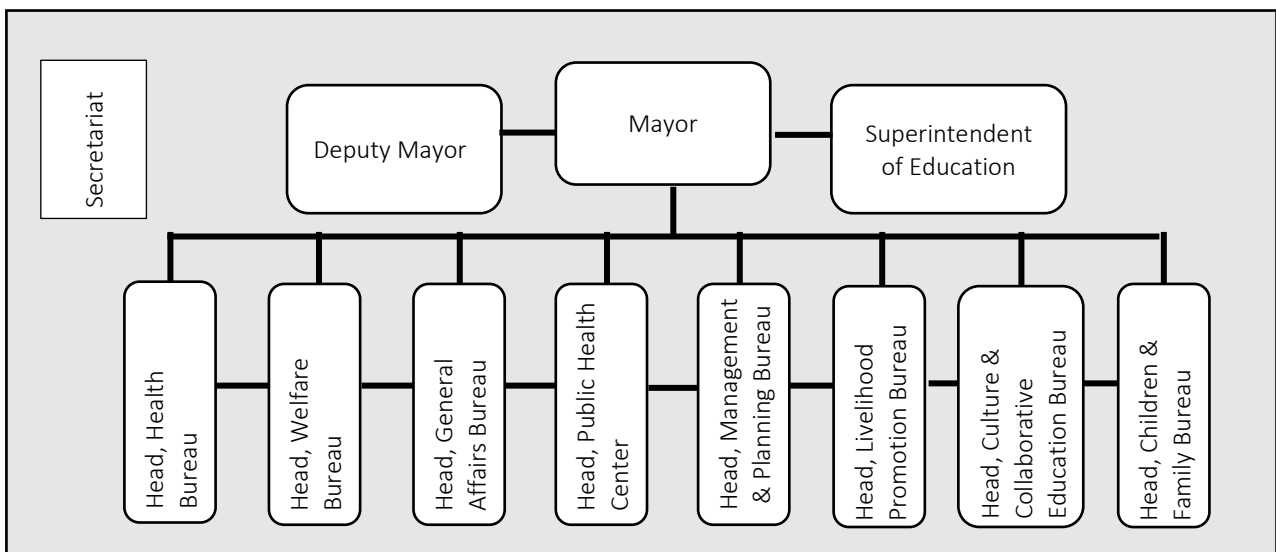 Secretariat
Deputy Mayor
Mayor
Superintendent
of Education
Head, Health
Bureau
Head, Welfare
Bureau
Head, General
Affairs Bureau
Head, Public Health
Center
Head, Management
& Planning Bureau
Head, Livelihood
Promotion Bureau
Head, Culture &
Collaborative
Education Bureau
Head, Children &
Family Bureau